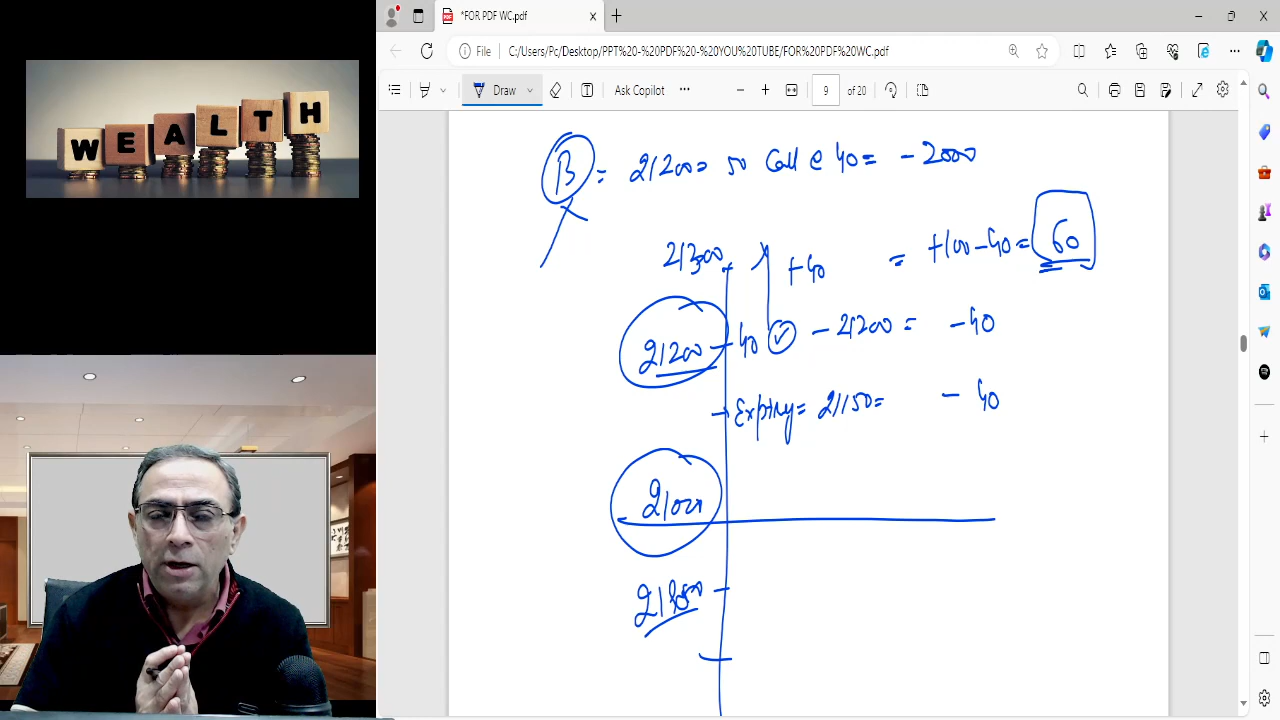 *FOR PDF WC.pdf
File C:/Users/Pc/Desktop/PPT%20-%20PDF%20-%20YOU%20TUBE/FOR%20PDF%20WC.pdf
Draw Ask Copilot 9 of 20
WEALTH
B = 21200= 50 Call @ 40 = - 2000
21300 +40 = +100-40= 60
21200 40 - 21200 = -40
Expiry= 21150= - 40
21000